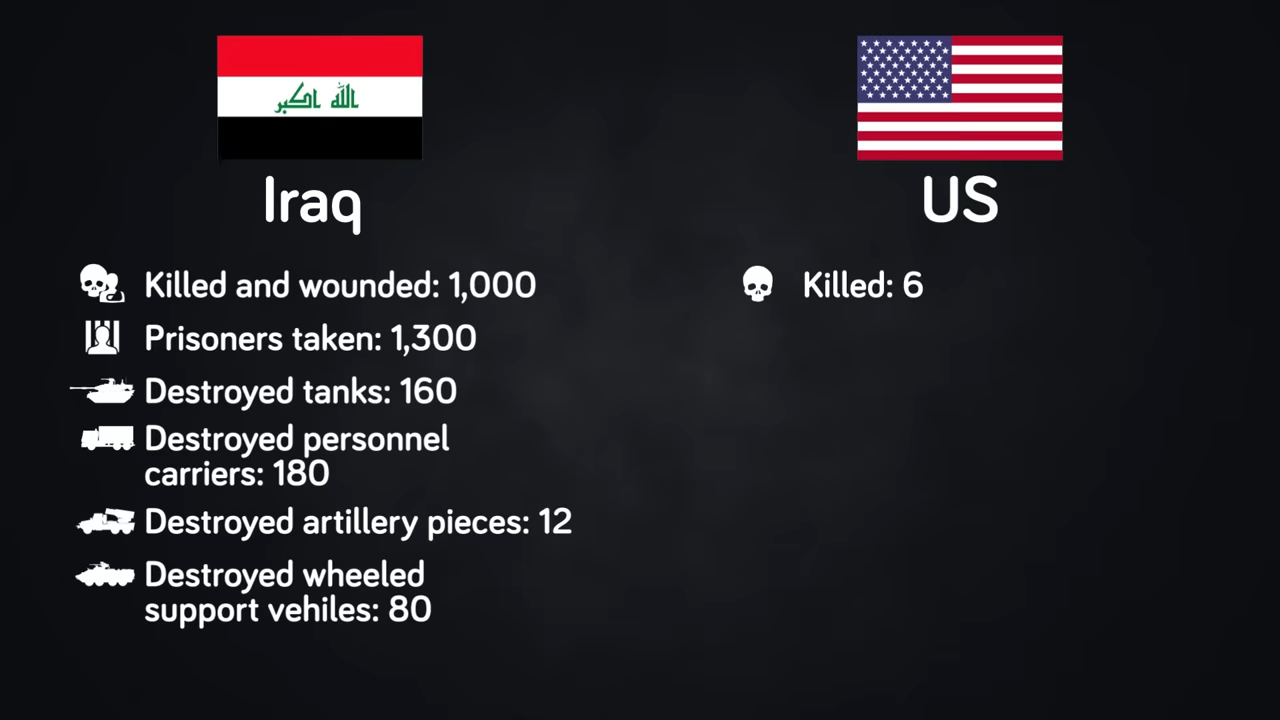 الله اكبر
Iraq
US
Killed and wounded: 1,000
Prisoners taken: 1,300
Destroyed tanks: 160
Destroyed personnel
carriers: 180
Destroyed artillery pieces: 12
Destroyed wheeled
support vehiles: 80
Killed: 6